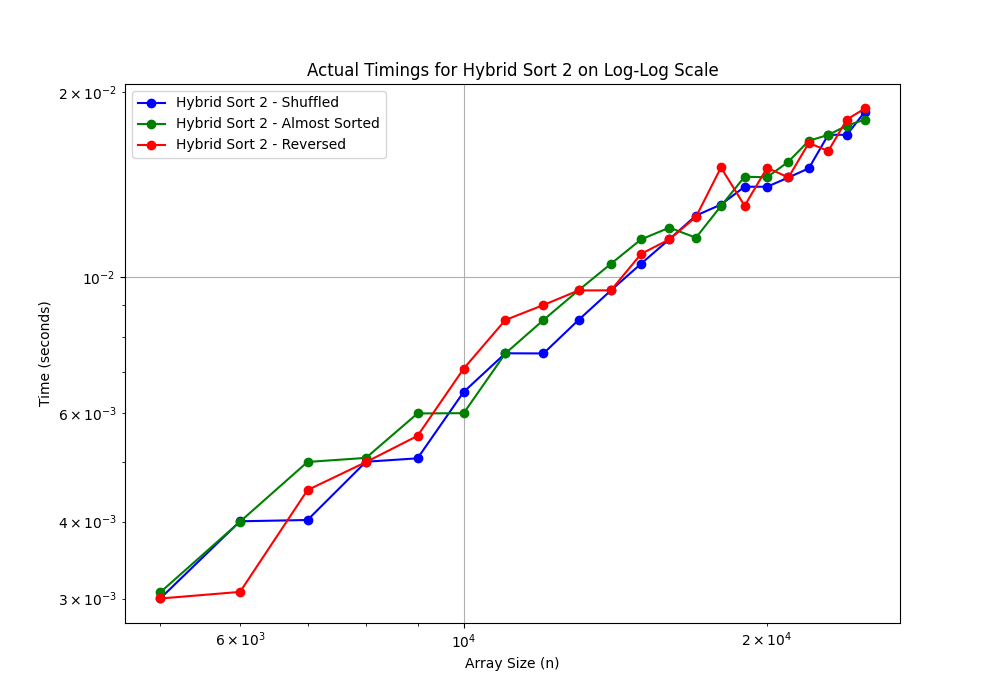 Actual Timings for Hybrid Sort 2 on Log-Log Scale
2 × 10⁻²
Hybrid Sort 2 - Shuffled
Hybrid Sort 2 - Almost Sorted
Hybrid Sort 2 - Reversed
10⁻²
Time (seconds)
6 × 10⁻³
4 × 10⁻³
3 × 10⁻³
6 × 10³
10⁴
2 × 10⁴
Array Size (n)